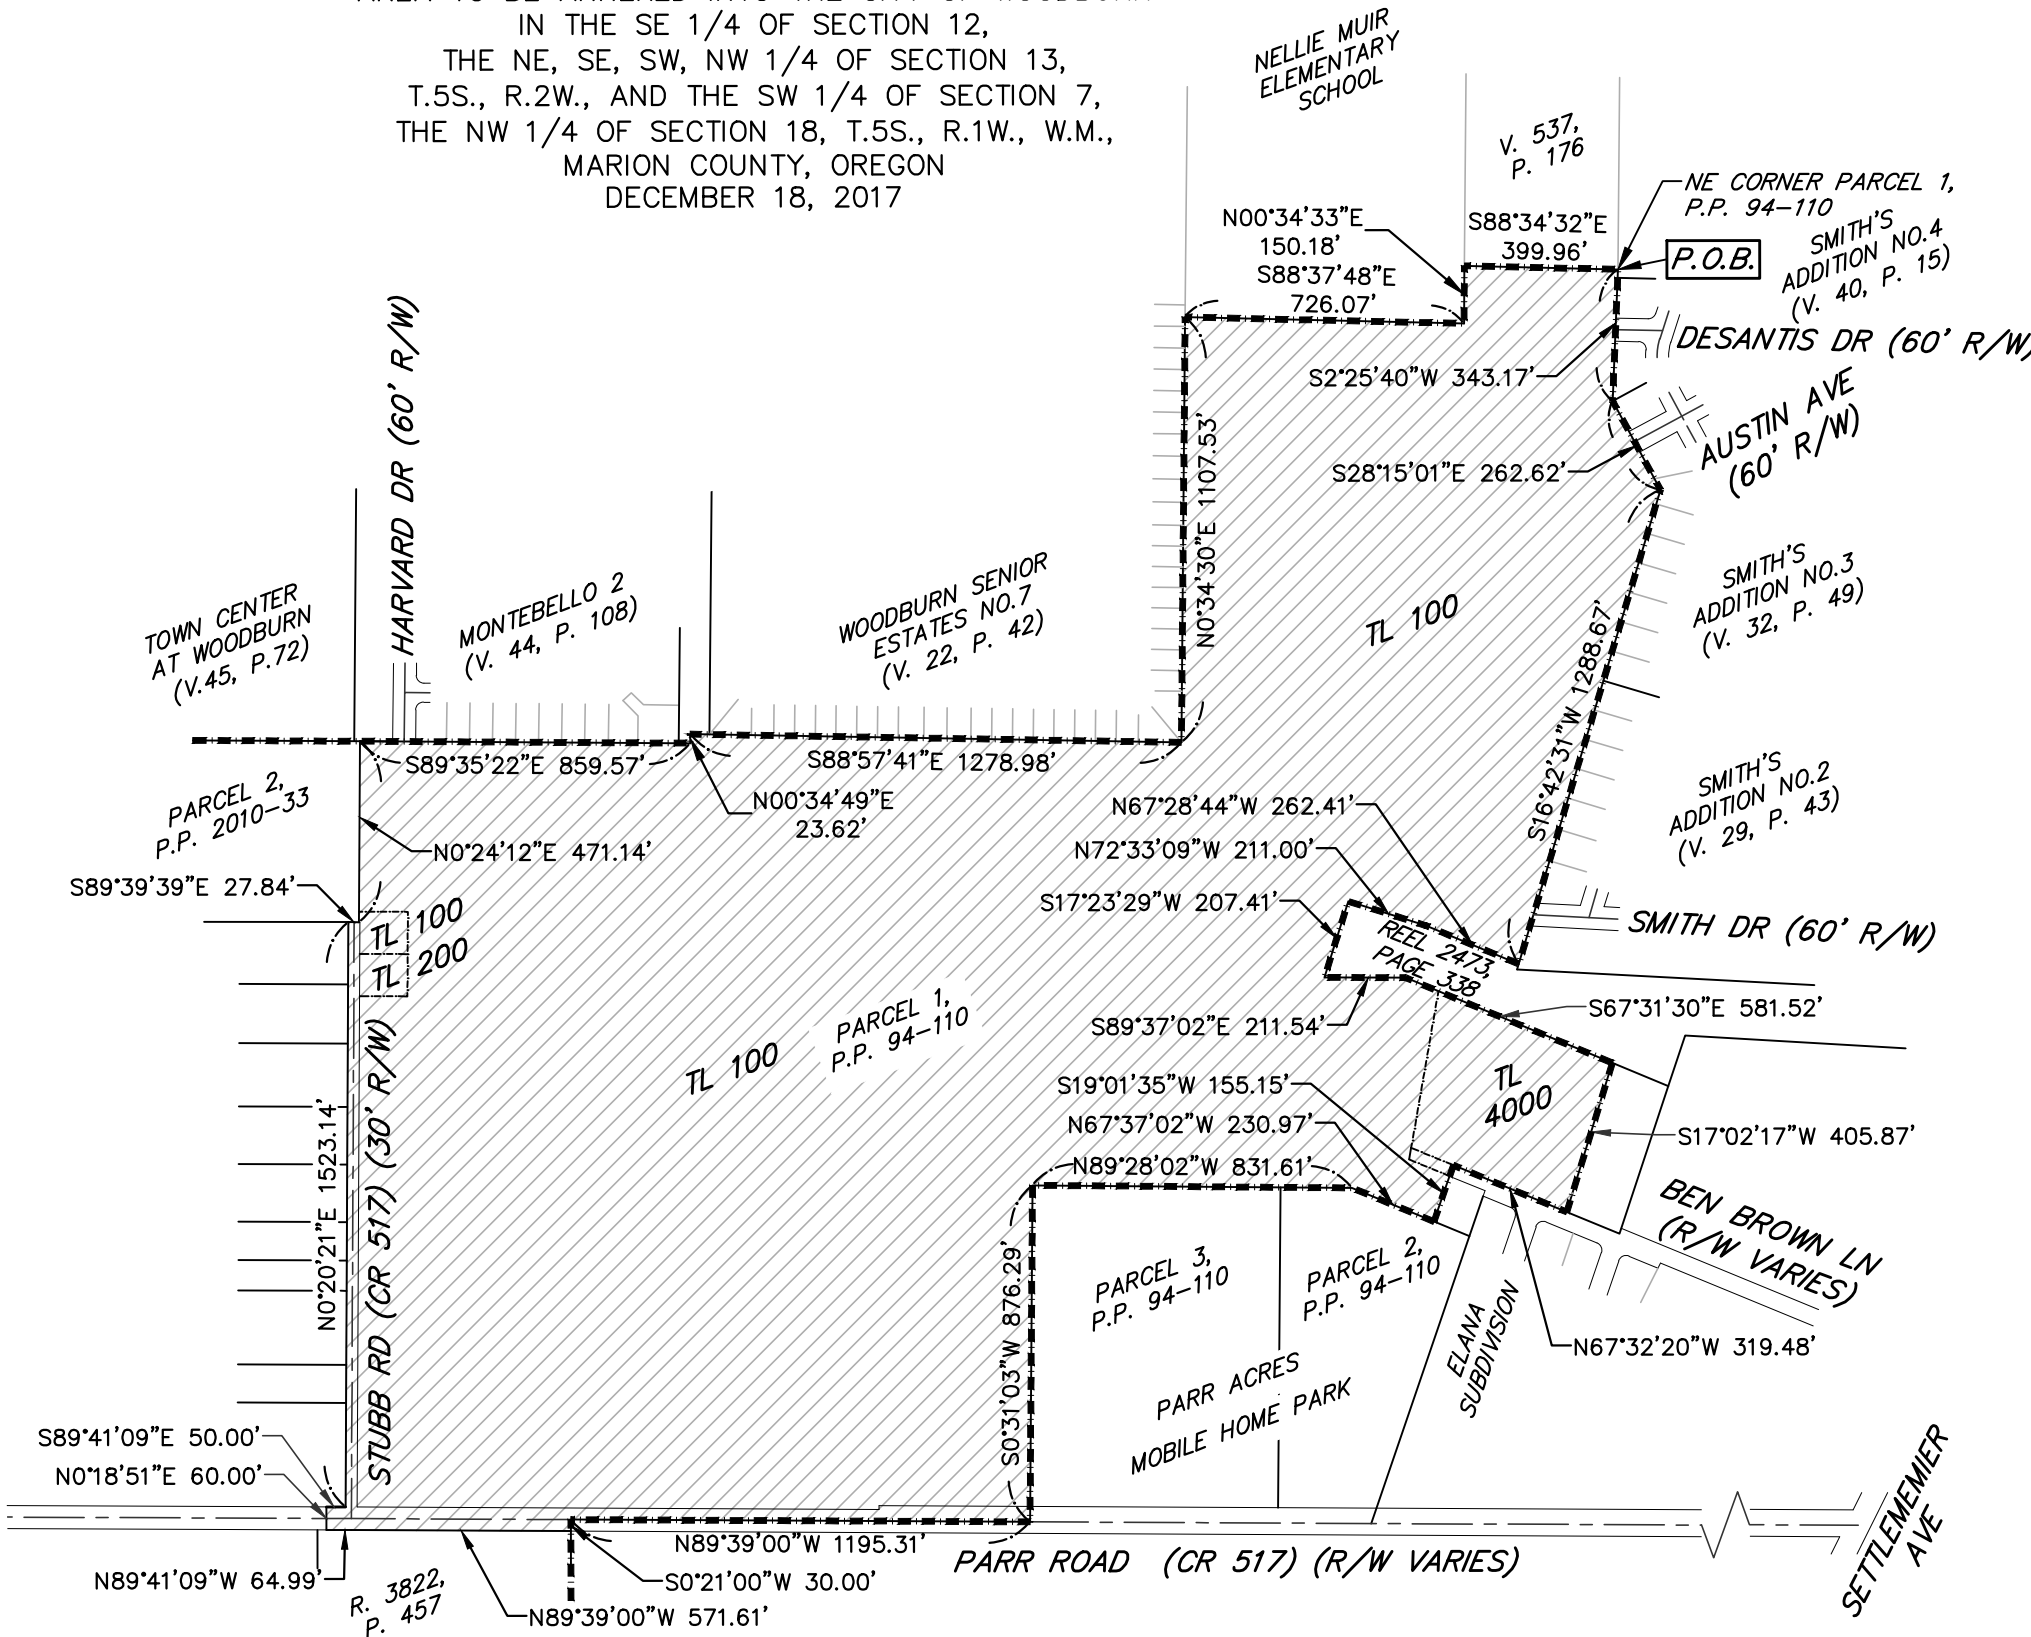 AREA TO BE ANNEXED INTO THE CITY OF WOODBURN
IN THE SE 1/4 OF SECTION 12,
THE NE, SE, SW, NW 1/4 OF SECTION 13,
T.5S., R.2W., AND THE SW 1/4 OF SECTION 7,
THE NW 1/4 OF SECTION 18, T.5S., R.1W., W.M.,
MARION COUNTY, OREGON
DECEMBER 18, 2017
NELLIE MUIR
ELEMENTARY
SCHOOL
V. 537,
P. 176
NE CORNER PARCEL 1,
P.P. 94-110
P.O.B.
SMITH'S
ADDITION NO.4
(V. 40, P. 15)
N00°34'33"E
150.18'
S88°34'32"E
399.96'
S88°37'48"E
726.07'
DESANTIS DR (60' R/W)
S2°25'40"W 343.17'
AUSTIN AVE
(60' R/W)
S28°15'01"E 262.62'
N0°34'30"E 1107.53'
HARVARD DR (60' R/W)
TOWN CENTER
AT WOODBURN
(V.45, P.72)
MONTEBELLO 2
(V. 44, P. 108)
WOODBURN SENIOR
ESTATES NO.7
(V. 22, P. 42)
TL 100
SMITH'S
ADDITION NO.3
(V. 32, P. 49)
S16°42'31"W 1288.67'
S89°35'22"E 859.57'
S88°57'41"E 1278.98'
N00°34'49"E
23.62'
PARCEL 2,
P.P. 2010-33
N0°24'12"E 471.14'
S89°39'39"E 27.84'
TL 100
TL 200
N67°28'44"W 262.41'
N72°33'09"W 211.00'
S17°23'29"W 207.41'
SMITH'S
ADDITION NO.2
(V. 29, P. 43)
REEL 2473,
PAGE 338
SMITH DR (60' R/W)
S67°31'30"E 581.52'
S89°37'02"E 211.54'
PARCEL 1,
P.P. 94-110
TL 100
TL
4000
S19°01'35"W 155.15'
N67°37'02"W 230.97'
N89°28'02"W 831.61'
S17°02'17"W 405.87'
BEN BROWN LN
(R/W VARIES)
N0°20'21"E 1523.14'
STUBB RD (CR 517) (30' R/W)
S0°31'03"W 876.29'
PARCEL 3,
P.P. 94-110
PARCEL 2,
P.P. 94-110
PARR ACRES
MOBILE HOME PARK
ELANA
SUBDIVISION
N67°32'20"W 319.48'
S89°41'09"E 50.00'
N0°18'51"E 60.00'
N89°41'09"W 64.99'
R. 3822,
P. 457
N89°39'00"W 1195.31'
S0°21'00"W 30.00'
N89°39'00"W 571.61'
PARR ROAD (CR 517) (R/W VARIES)
SETTLEMEMIER
AVE